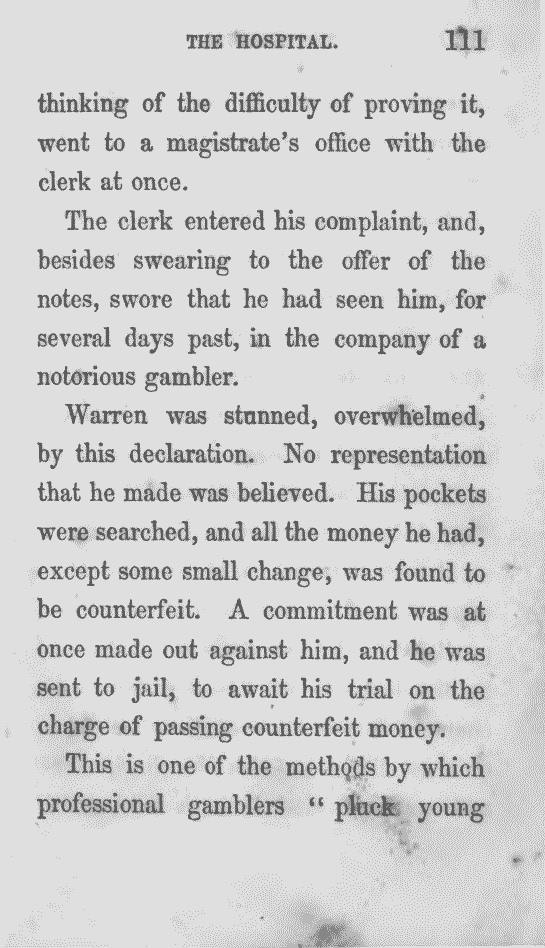 THE HOSPITAL. 111
thinking of the difficulty of proving it,
went to a magistrate's office with the
clerk at once.
The clerk entered his complaint, and,
besides swearing to the offer of the
notes, swore that he had seen him, for
several days past, in the company of a
notorious gambler.
Warren was stunned, overwhelmed,
by this declaration. No representation
that he made was believed. His pockets
were searched, and all the money he had,
except some small change, was found to
be counterfeit. A commitment was at
once made out against him, and he was
sent to jail, to await his trial on the
charge of passing counterfeit money.
This is one of the methods by which
professional gamblers “ pluck young